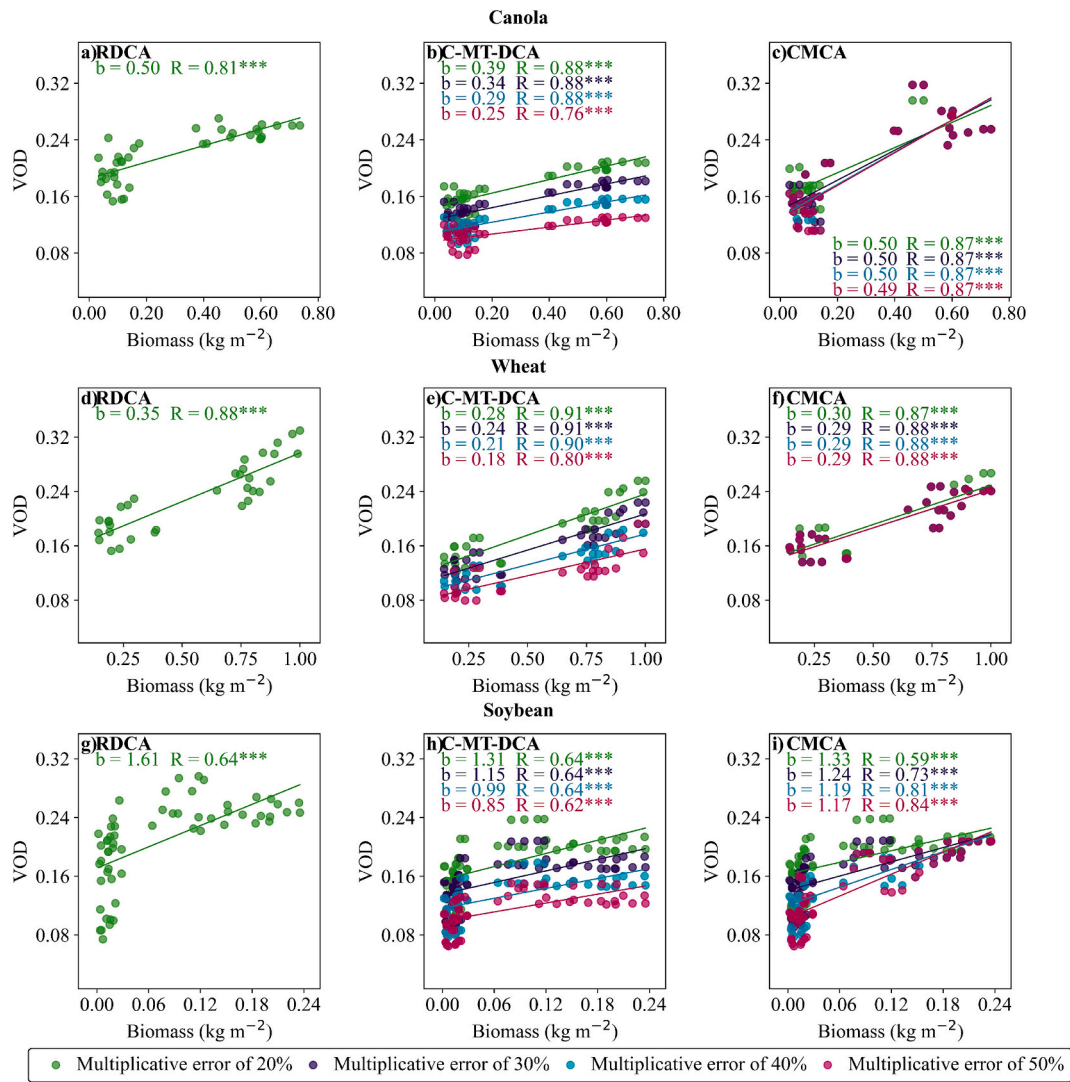 Canola
a)RDCA
b = 0.50 R = 0.81***
VOD
0.32
0.24
0.16
0.08
0.00 0.20 0.40 0.60 0.80
Biomass (kg m⁻²)
b)C-MT-DCA
b = 0.39 R = 0.88***
b = 0.34 R = 0.88***
b = 0.29 R = 0.88***
b = 0.25 R = 0.76***
VOD
0.32
0.24
0.16
0.08
0.00 0.20 0.40 0.60 0.80
Biomass (kg m⁻²)
c)CMCA
VOD
0.32
0.24
0.16
0.08
b = 0.50 R = 0.87***
b = 0.50 R = 0.87***
b = 0.50 R = 0.87***
b = 0.49 R = 0.87***
0.00 0.20 0.40 0.60 0.80
Biomass (kg m⁻²)
Wheat
d)RDCA
b = 0.35 R = 0.88***
VOD
0.32
0.24
0.16
0.08
0.25 0.50 0.75 1.00
Biomass (kg m⁻²)
e)C-MT-DCA
b = 0.28 R = 0.91***
b = 0.24 R = 0.91***
b = 0.21 R = 0.90***
b = 0.18 R = 0.80***
VOD
0.32
0.24
0.16
0.08
0.25 0.50 0.75 1.00
Biomass (kg m⁻²)
f)CMCA
b = 0.30 R = 0.87***
b = 0.29 R = 0.88***
b = 0.29 R = 0.88***
b = 0.29 R = 0.88***
VOD
0.32
0.24
0.16
0.08
0.25 0.50 0.75 1.00
Biomass (kg m⁻²)
Soybean
g)RDCA
b = 1.61 R = 0.64***
VOD
0.32
0.24
0.16
0.08
0.00 0.06 0.12 0.18 0.24
Biomass (kg m⁻²)
h)C-MT-DCA
b = 1.31 R = 0.64***
b = 1.15 R = 0.64***
b = 0.99 R = 0.64***
b = 0.85 R = 0.62***
VOD
0.32
0.24
0.16
0.08
0.00 0.06 0.12 0.18 0.24
Biomass (kg m⁻²)
i)CMCA
b = 1.33 R = 0.59***
b = 1.24 R = 0.73***
b = 1.19 R = 0.81***
b = 1.17 R = 0.84***
VOD
0.32
0.24
0.16
0.08
0.00 0.06 0.12 0.18 0.24
Biomass (kg m⁻²)
Multiplicative error of 20% Multiplicative error of 30% Multiplicative error of 40% Multiplicative error of 50%